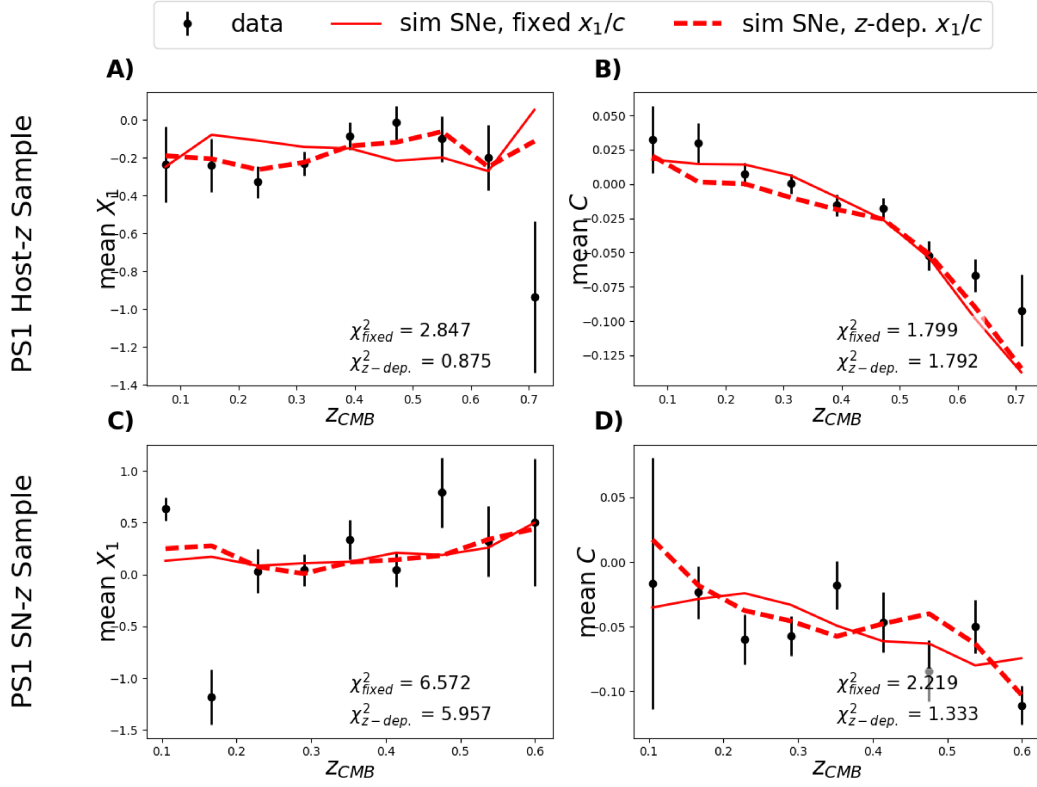 data
sim SNe, fixed x₁/c
sim SNe, z-dep. x₁/c
A)
B)
PS1 Host-z Sample
mean X₁
0.0
−0.2
−0.4
−0.6
−0.8
−1.0
−1.2
−1.4
χ²fixed = 2.847
χ²z−dep. = 0.875
0.1 0.2 0.3 0.4 0.5 0.6 0.7
zCMB
mean C
0.050
0.025
0.000
−0.025
−0.050
−0.075
−0.100
−0.125
χ²fixed = 1.799
χ²z−dep. = 1.792
0.1 0.2 0.3 0.4 0.5 0.6 0.7
zCMB
C)
D)
PS1 SN-z Sample
mean X₁
1.0
0.5
0.0
−0.5
−1.0
−1.5
χ²fixed = 6.572
χ²z−dep. = 5.957
0.1 0.2 0.3 0.4 0.5 0.6
zCMB
mean C
0.05
0.00
−0.05
−0.10
χ²fixed = 2.219
χ²z−dep. = 1.333
0.1 0.2 0.3 0.4 0.5 0.6
zCMB